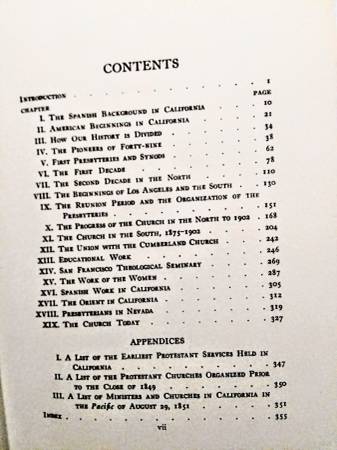 CONTENTS
INTRODUCTION . . . . . . . . . . 1
CHAPTER PAGE
I. THE SPANISH BACKGROUND IN CALIFORNIA . . . . 10
II. AMERICAN BEGINNINGS IN CALIFORNIA . . . . 21
III. HOW OUR HISTORY IS DIVIDED . . . . . . 34
IV. THE PIONEERS OF FORTY-NINE . . . . . . 38
V. FIRST PRESBYTERIES AND SYNODS . . . . . . 62
VI. THE FIRST DECADE . . . . . . . . 78
VII. THE SECOND DECADE IN THE NORTH . . . . . 110
VIII. THE BEGINNINGS OF LOS ANGELES AND THE SOUTH . . 130
IX. THE REUNION PERIOD AND THE ORGANIZATION OF THE
PRESBYTERIES . . . . . . . . 151
X. THE PROGRESS OF THE CHURCH IN THE NORTH TO 1902 . 168
XI. THE CHURCH IN THE SOUTH, 1875-1902 . . . . 204
XII. THE UNION WITH THE CUMBERLAND CHURCH . . . 242
XIII. EDUCATIONAL WORK . . . . . . . . 246
XIV. SAN FRANCISCO THEOLOGICAL SEMINARY . . . . 269
XV. THE WORK OF THE WOMEN . . . . . . . 287
XVI. SPANISH WORK IN CALIFORNIA . . . . . . 305
XVII. THE ORIENT IN CALIFORNIA . . . . . . 312
XVIII. PRESBYTERIANS IN NEVADA . . . . . . 319
XIX. THE CHURCH TODAY . . . . . . . . 327
APPENDICES
I. A LIST OF THE EARLIEST PROTESTANT SERVICES HELD IN
CALIFORNIA . . . . . . . . . 347
II. A LIST OF THE PROTESTANT CHURCHES ORGANIZED PRIOR
TO THE CLOSE OF 1849 . . . . . . . 350
III. A LIST OF MINISTERS AND CHURCHES IN CALIFORNIA IN
THE Pacific OF AUGUST 29, 1851 . . . . . 351
INDEX . . . . . . . . . . . 355
vii